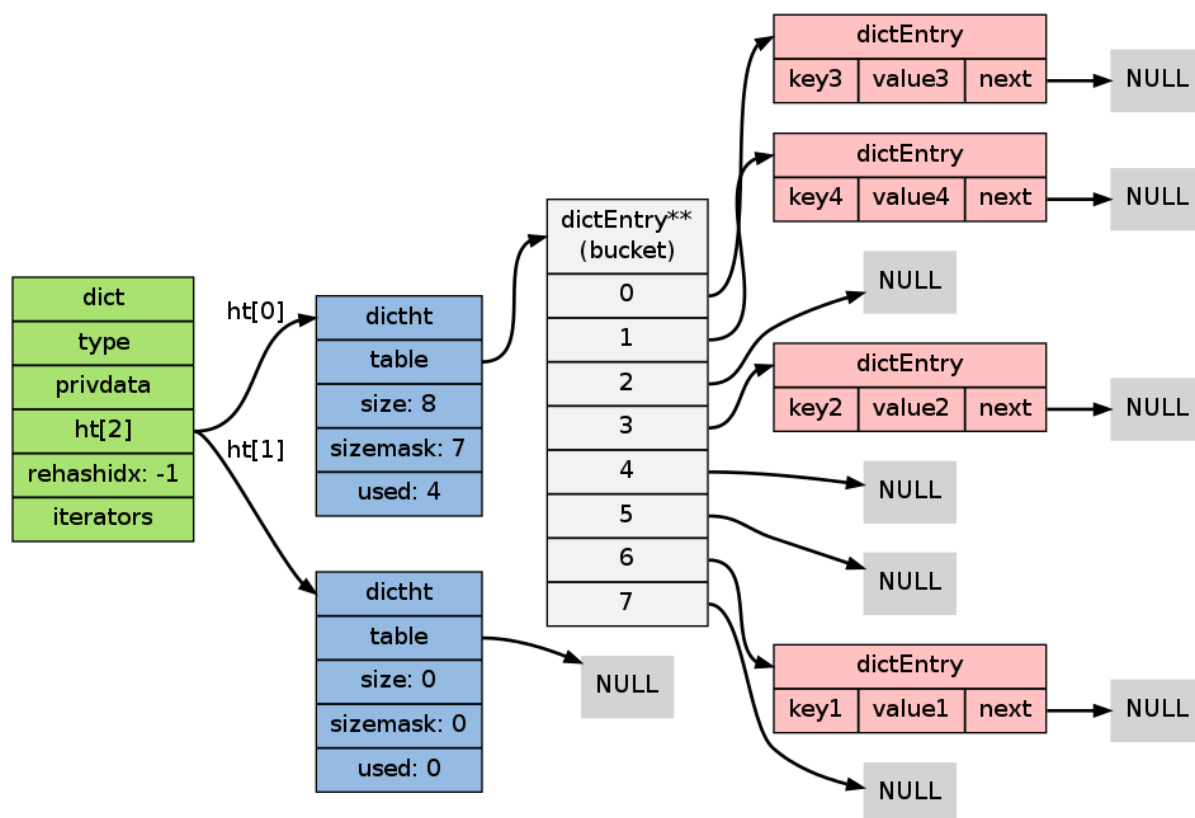 dict
type
privdata
ht[2]
rehashidx: -1
iterators
ht[0]
ht[1]
dictht
table
size: 8
sizemask: 7
used: 4
dictht
table
size: 0
sizemask: 0
used: 0
NULL
dictEntry**
(bucket)
0
1
2
3
4
5
6
7
dictEntry
key3 value3 next
NULL
dictEntry
key4 value4 next
NULL
NULL
dictEntry
key2 value2 next
NULL
NULL
NULL
dictEntry
key1 value1 next
NULL
NULL